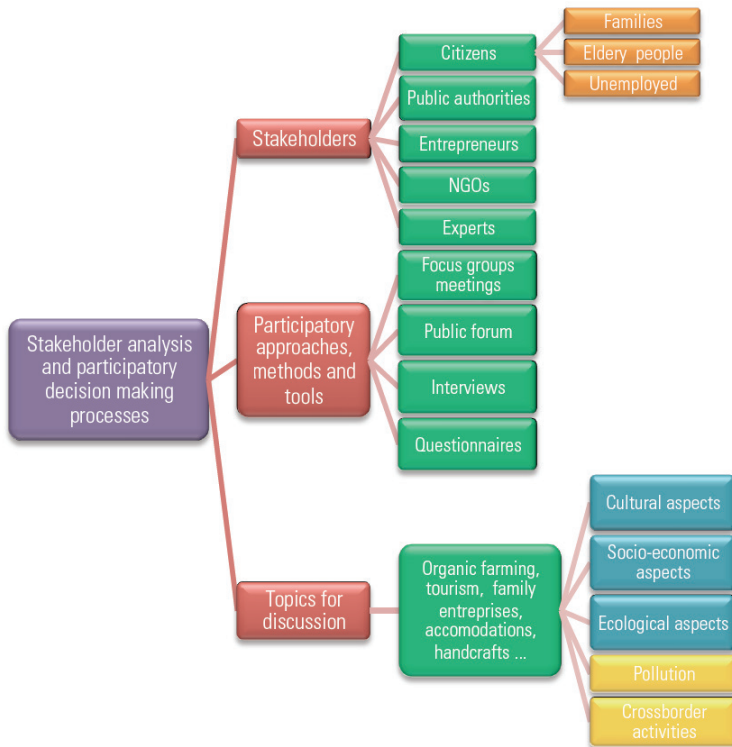 Stakeholder analysis
and participatory
decision making
processes
Stakeholders
Citizens
Families
Eldery people
Unemployed
Public authorities
Entrepreneurs
NGOs
Experts
Participatory
approaches,
methods and
tools
Focus groups
meetings
Public forum
Interviews
Questionnaires
Topics for
discussion
Organic farming,
tourism, family
entreprises,
accomodations,
handcrafts ...
Cultural aspects
Socio-economic
aspects
Ecological aspects
Pollution
Crossborder
activities